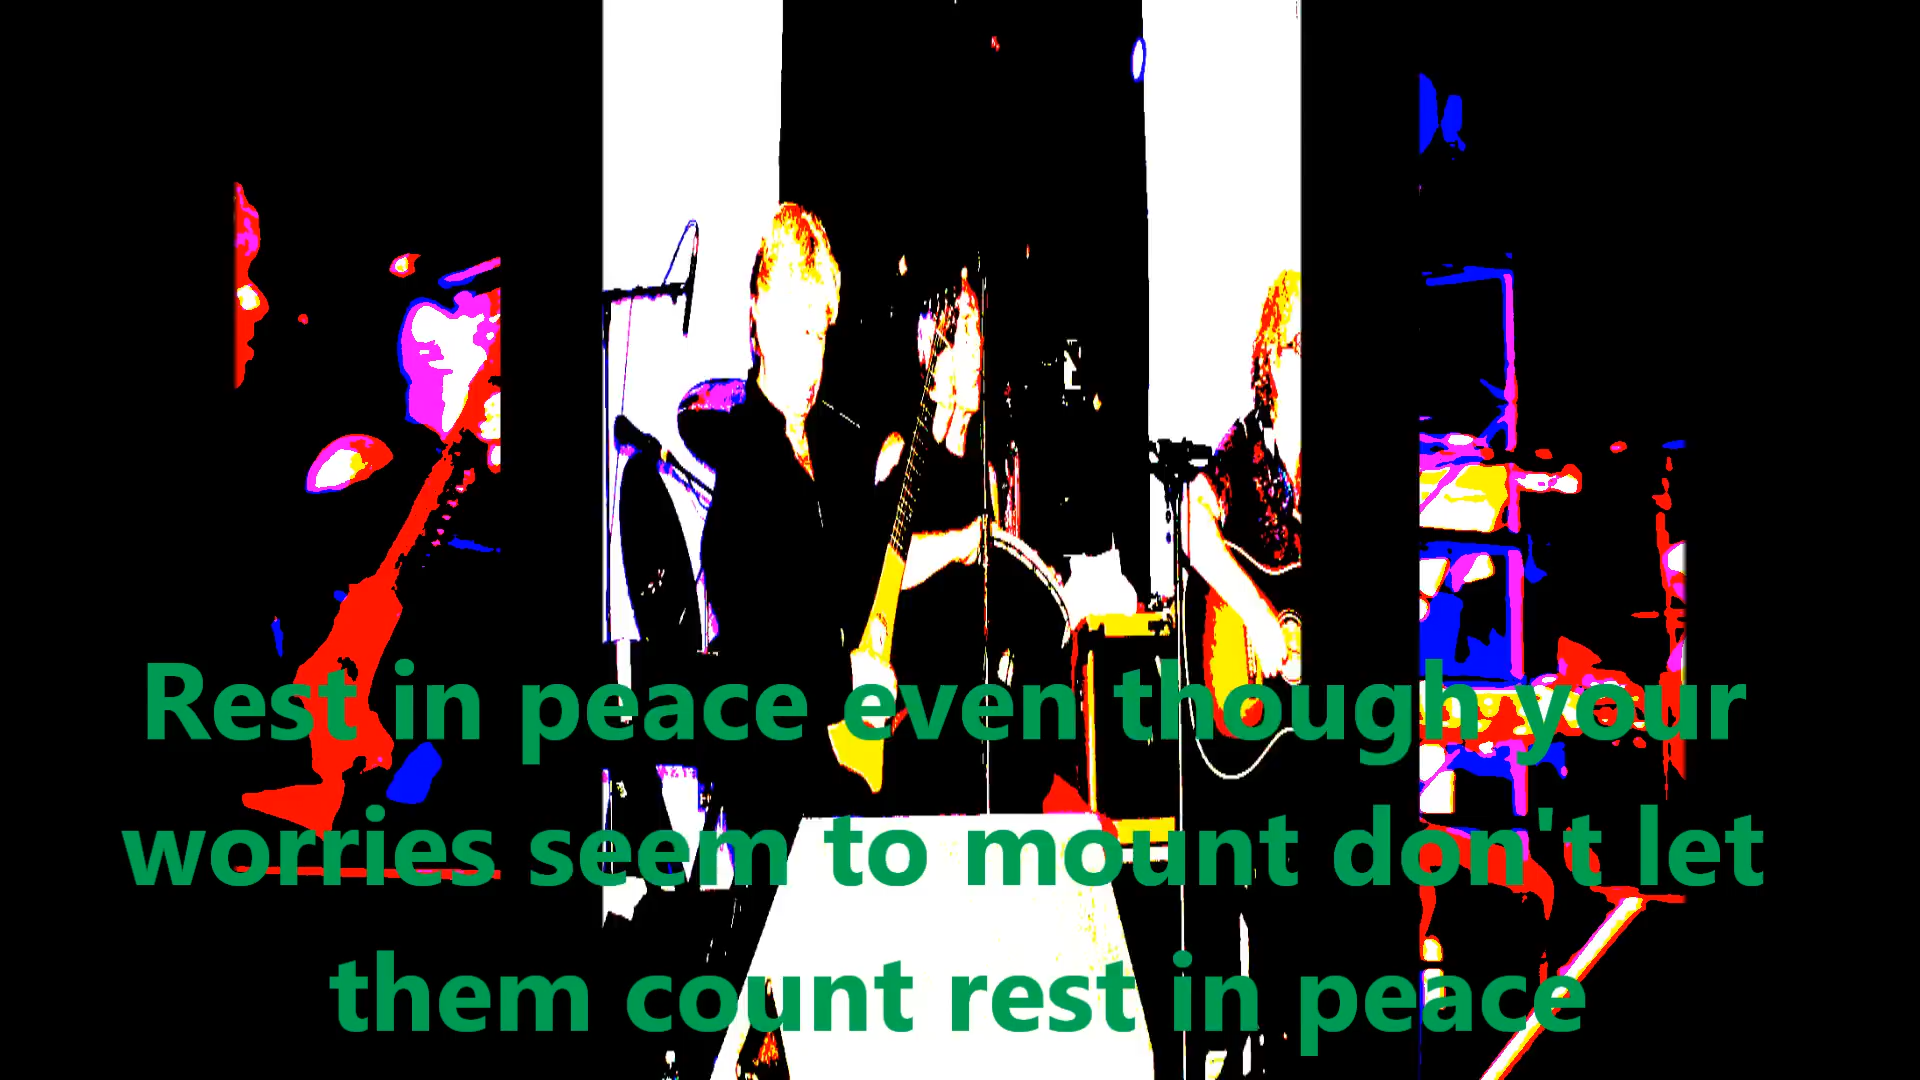 Rest in peace even though your
worries seem to mount don't let
them count rest in peace